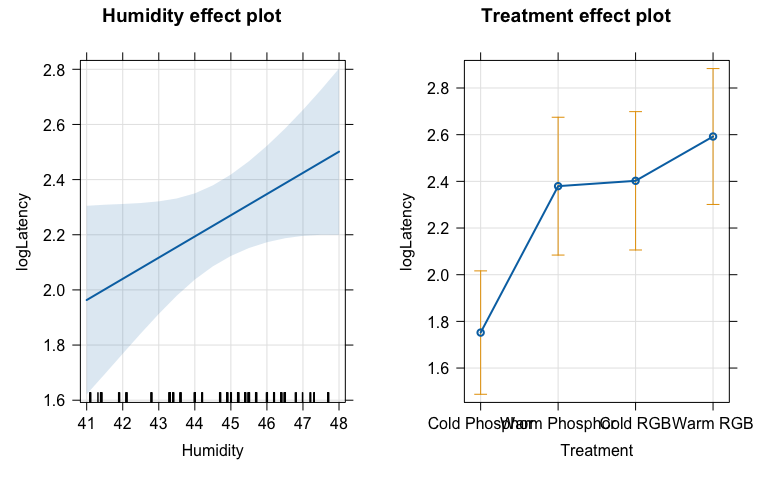 Humidity effect plot
logLatency
2.8
2.6
2.4
2.2
2.0
1.8
1.6
41 42 43 44 45 46 47 48
Humidity
Treatment effect plot
logLatency
2.8
2.6
2.4
2.2
2.0
1.8
1.6
Cold Phosphor Warm Phosphor Cold RGB Warm RGB
Treatment